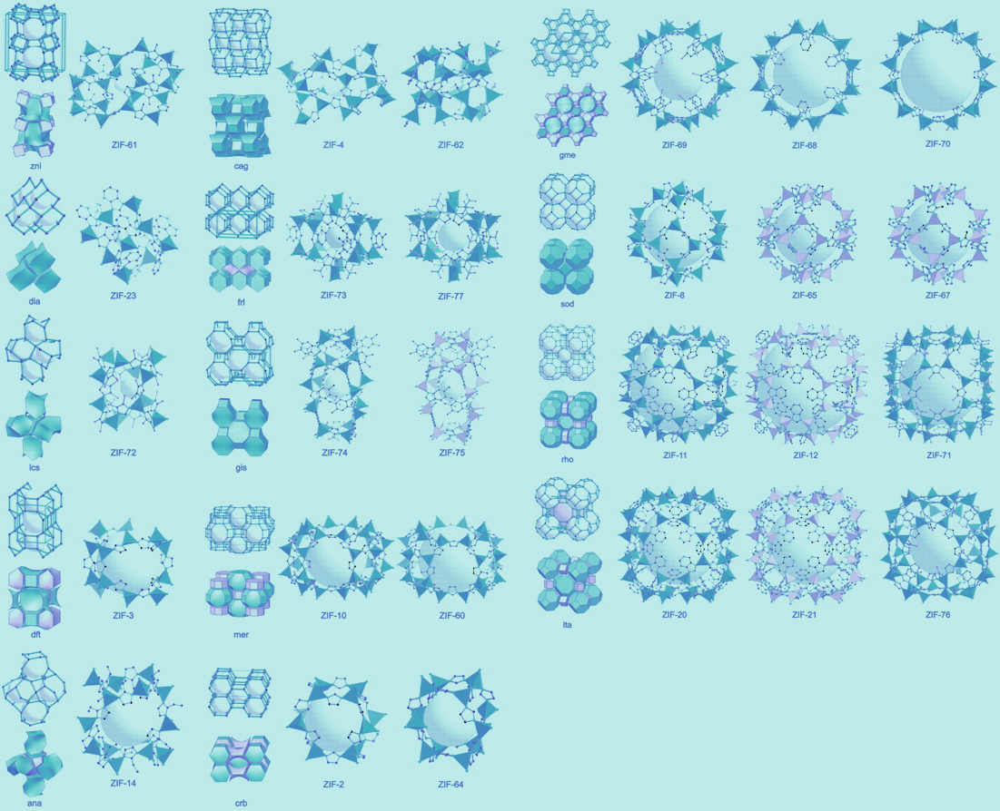 ZIF-61
zni
ZIF-4
ZIF-62
cag
ZIF-69
ZIF-68
ZIF-70
gme
ZIF-23
dia
ZIF-73
ZIF-77
frl
ZIF-8
ZIF-65
ZIF-67
sod
ZIF-72
lcs
ZIF-74
ZIF-75
gis
ZIF-11
ZIF-12
ZIF-71
rho
ZIF-3
dft
ZIF-10
ZIF-60
mer
ZIF-20
ZIF-21
ZIF-76
lta
ZIF-14
ana
ZIF-2
ZIF-64
crb